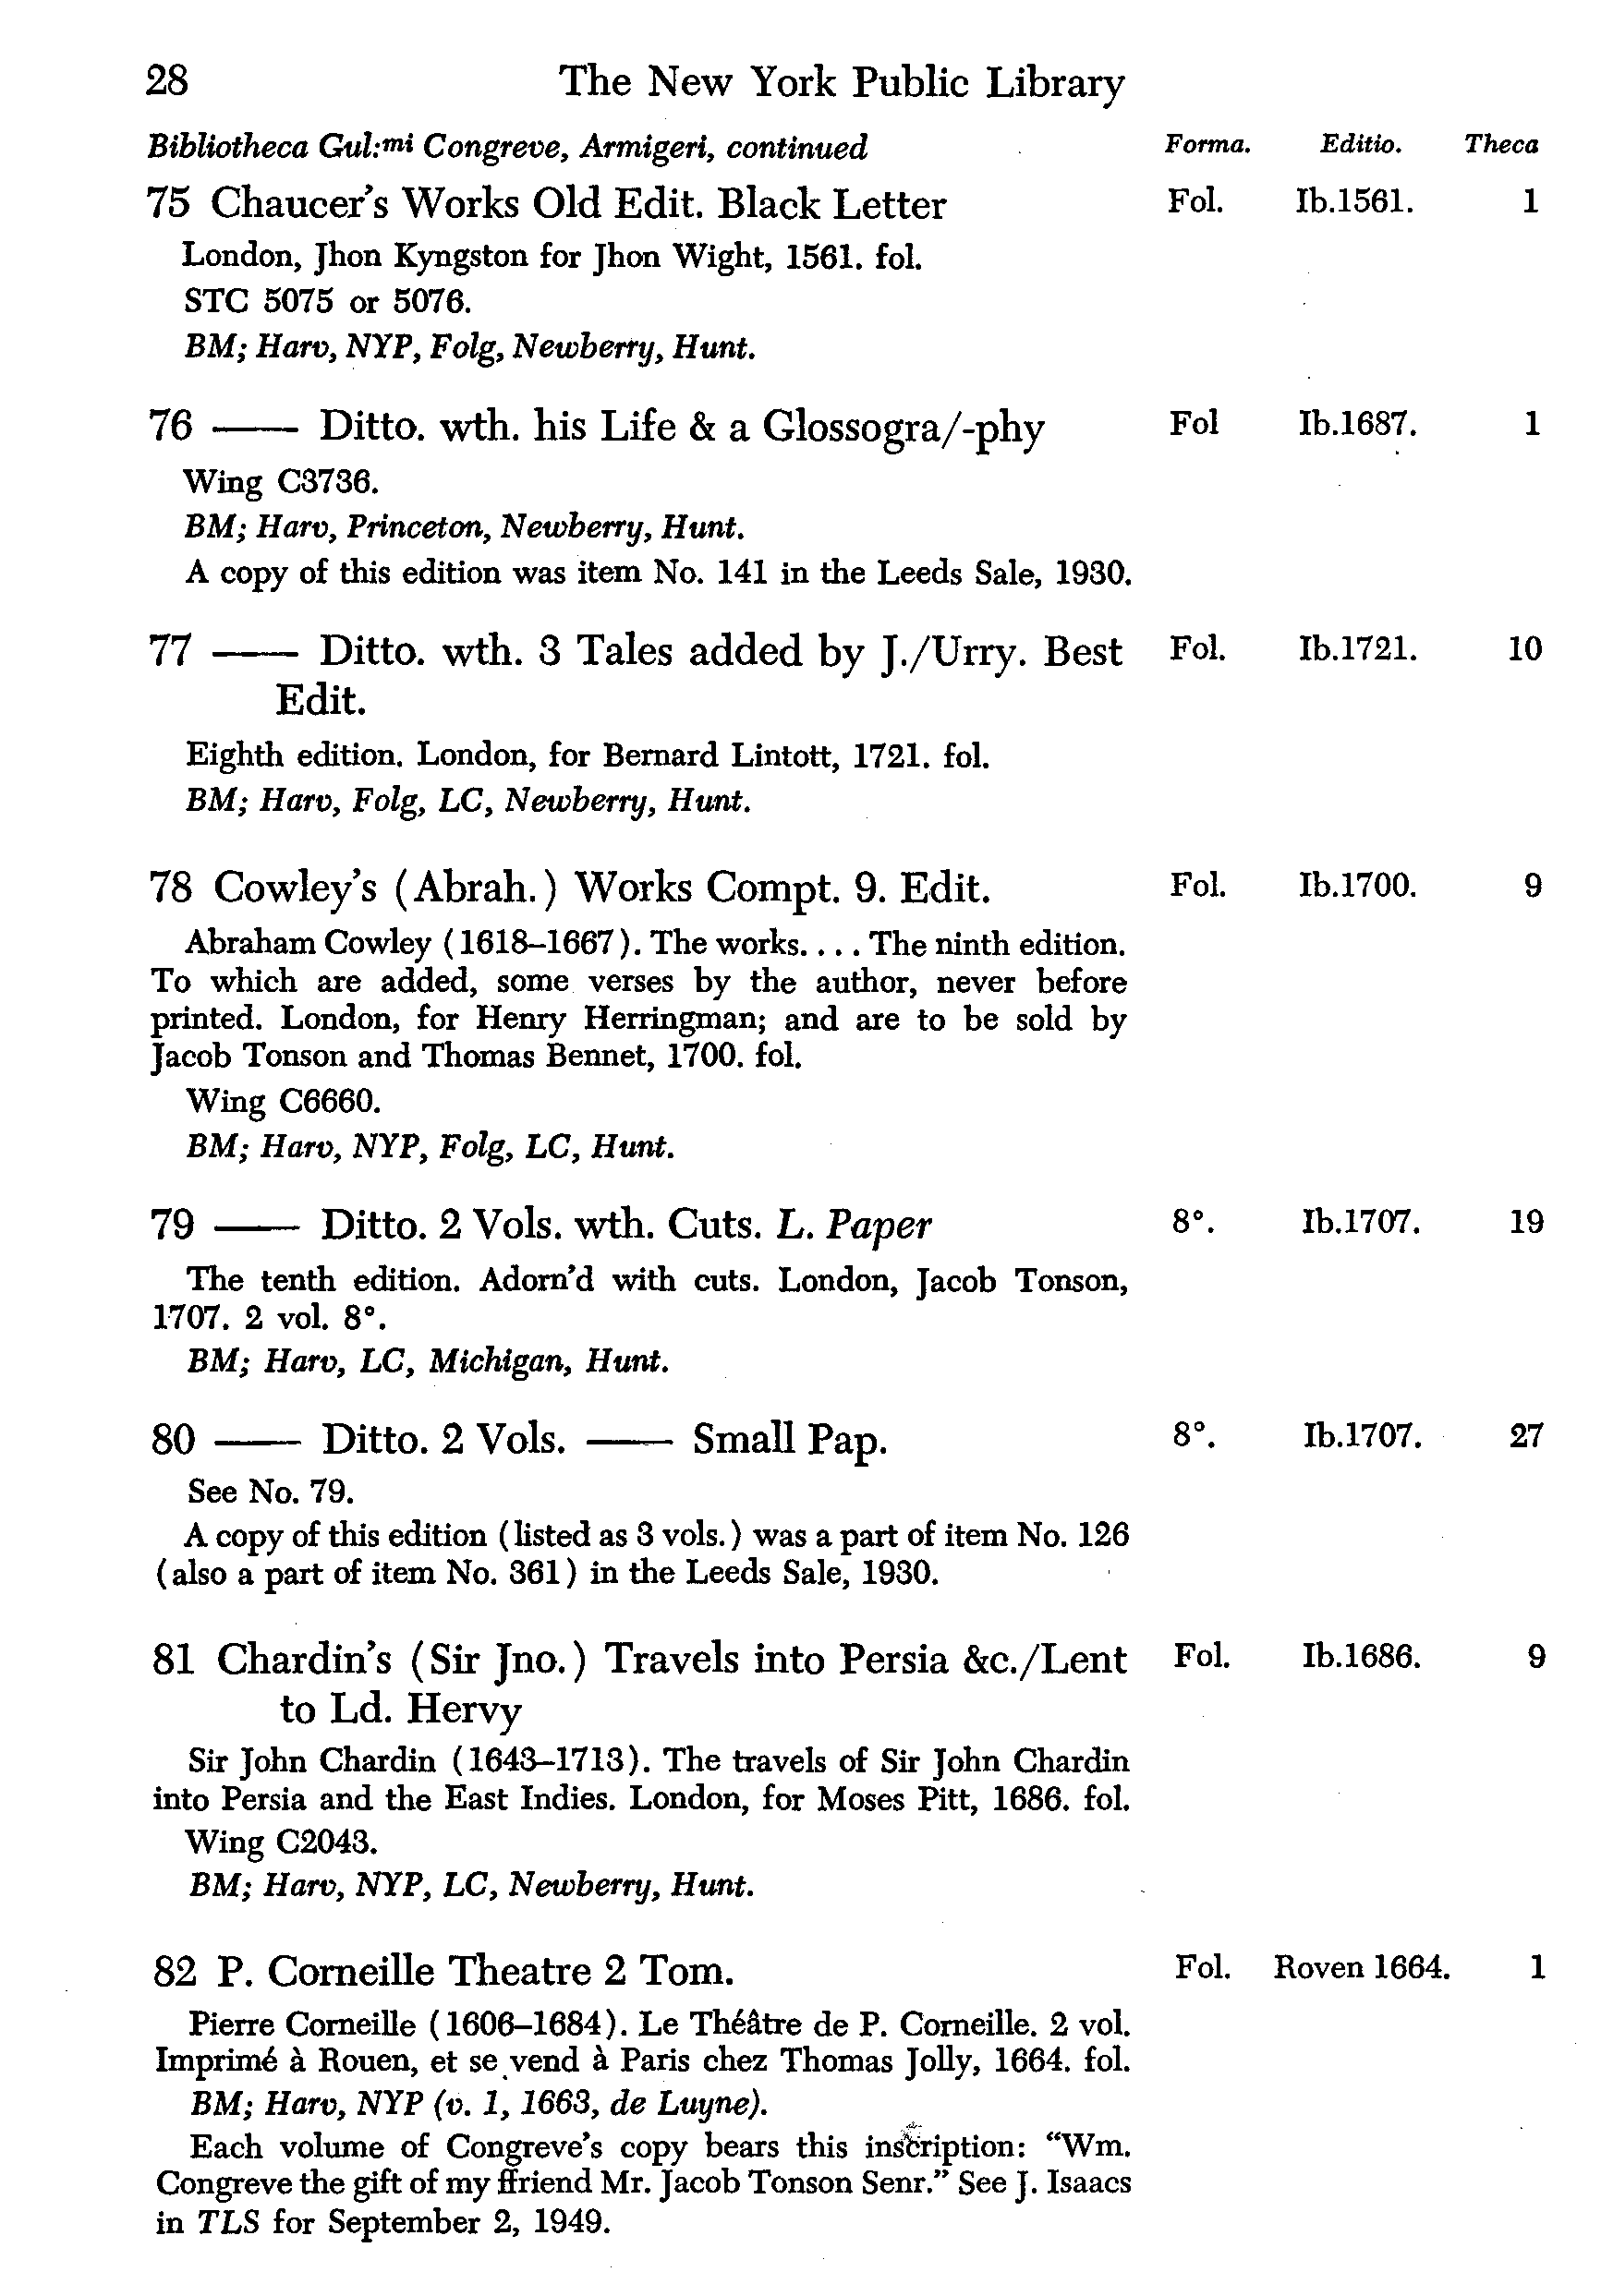 28 The New York Public Library
Bibliotheca Gul:mi Congreve, Armigeri, continued Forma. Editio. Theca
75 Chaucer's Works Old Edit. Black Letter Fol. Ib.1561. 1
London, Jhon Kyngston for Jhon Wight, 1561. fol.
STC 5075 or 5076.
BM; Harv, NYP, Folg, Newberry, Hunt.
76 —— Ditto. wth. his Life & a Glossogra/-phy Fol Ib.1687. 1
Wing C3736.
BM; Harv, Princeton, Newberry, Hunt.
A copy of this edition was item No. 141 in the Leeds Sale, 1930.
77 —— Ditto. wth. 3 Tales added by J./Urry. Best Fol. Ib.1721. 10
Edit.
Eighth edition. London, for Bernard Lintott, 1721. fol.
BM; Harv, Folg, LC, Newberry, Hunt.
78 Cowley's (Abrah.) Works Compt. 9. Edit. Fol. Ib.1700. 9
Abraham Cowley (1618–1667). The works. . . . The ninth edition.
To which are added, some verses by the author, never before
printed. London, for Henry Herringman; and are to be sold by
Jacob Tonson and Thomas Bennet, 1700. fol.
Wing C6660.
BM; Harv, NYP, Folg, LC, Hunt.
79 —— Ditto. 2 Vols. wth. Cuts. L. Paper 8°. Ib.1707. 19
The tenth edition. Adorn'd with cuts. London, Jacob Tonson,
1707. 2 vol. 8°.
BM; Harv, LC, Michigan, Hunt.
80 —— Ditto. 2 Vols. —— Small Pap. 8°. Ib.1707. 27
See No. 79.
A copy of this edition (listed as 3 vols.) was a part of item No. 126
(also a part of item No. 361) in the Leeds Sale, 1930.
81 Chardin's (Sir Jno.) Travels into Persia &c./Lent Fol. Ib.1686. 9
to Ld. Hervy
Sir John Chardin (1643–1713). The travels of Sir John Chardin
into Persia and the East Indies. London, for Moses Pitt, 1686. fol.
Wing C2043.
BM; Harv, NYP, LC, Newberry, Hunt.
82 P. Corneille Theatre 2 Tom. Fol. Roven 1664. 1
Pierre Corneille (1606–1684). Le Théâtre de P. Corneille. 2 vol.
Imprimé à Rouen, et se vend à Paris chez Thomas Jolly, 1664. fol.
BM; Harv, NYP (v. 1, 1663, de Luyne).
Each volume of Congreve's copy bears this inscription: "Wm.
Congreve the gift of my ffriend Mr. Jacob Tonson Senr." See J. Isaacs
in TLS for September 2, 1949.